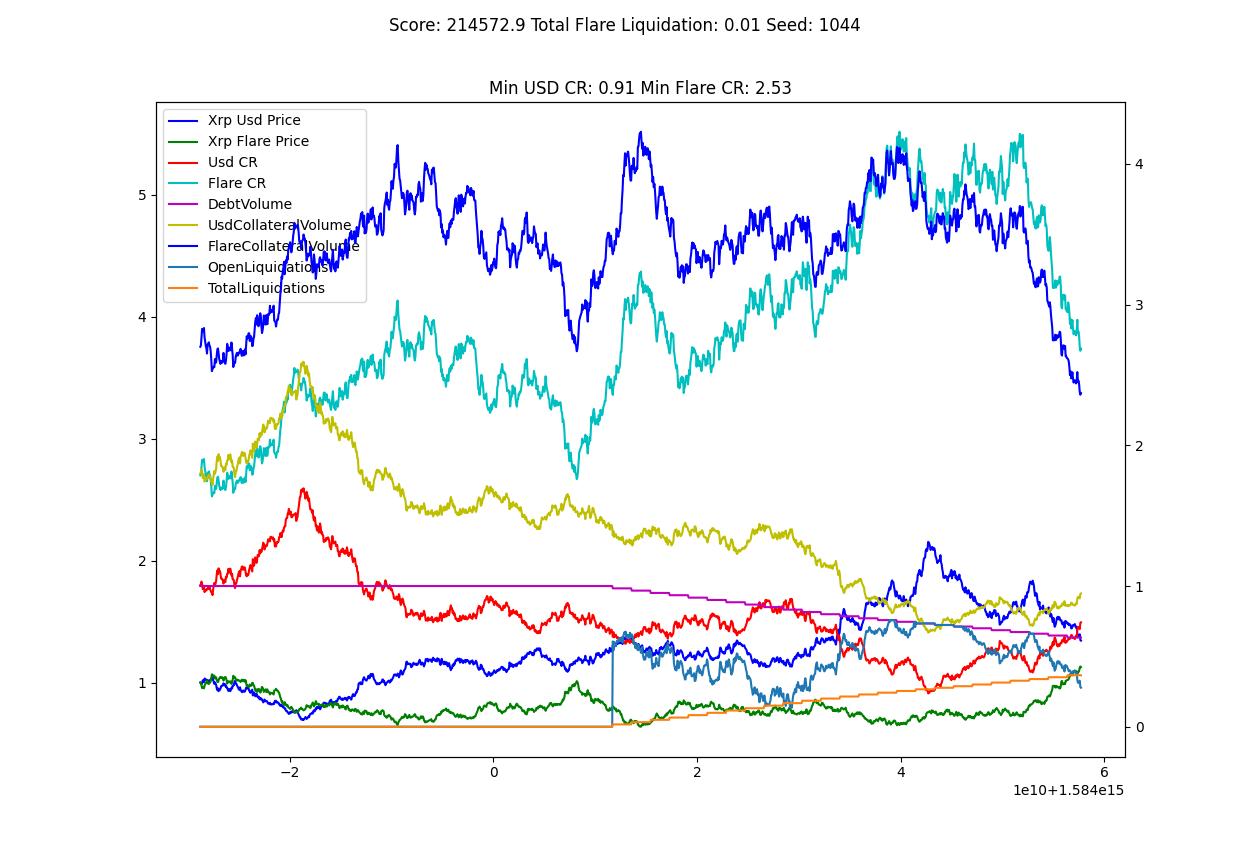 Score: 214572.9 Total Flare Liquidation: 0.01 Seed: 1044
Min USD CR: 0.91 Min Flare CR: 2.53
Xrp Usd Price
Xrp Flare Price
Usd CR
Flare CR
DebtVolume
UsdCollateralVolume
FlareCollateralVolume
OpenLiquidations
TotalLiquidations
5
4
3
2
1
4
3
2
1
0
−2
0
2
4
6
1e10+1.584e15